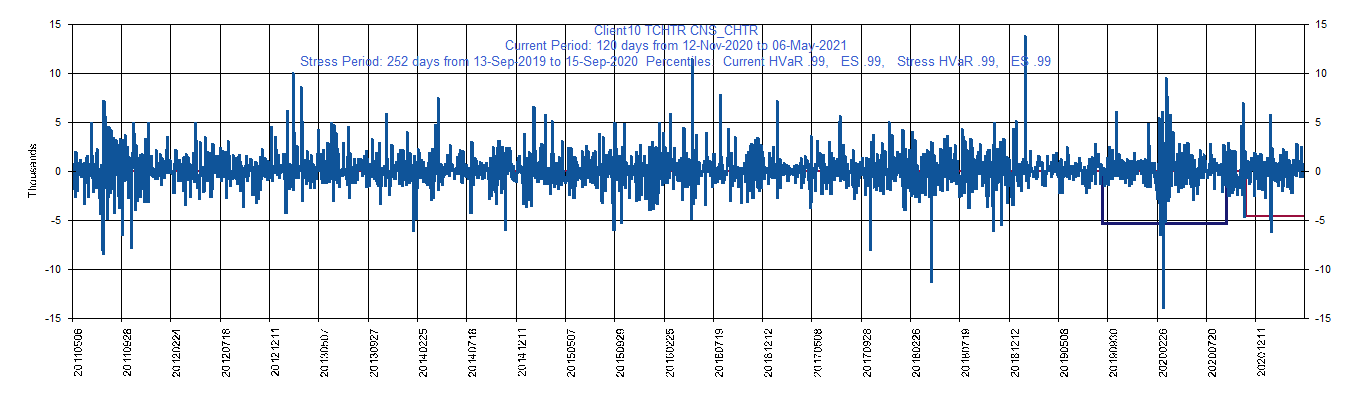 Client10 TCHTR CNS_CHTR
Current Period: 120 days from 12-Nov-2020 to 06-May-2021
Stress Period: 252 days from 13-Sep-2019 to 15-Sep-2020 Percentiles: Current HVaR .99, ES .99, Stress HVaR .99, ES .99
15 15
10 10
5 5
0 0
-5 -5
-10 -10
-15 -15
Thousands
20110506 20110928 20120224 20120718 20121211 20130507 20130927 20140225 20140718 20141211 20150507 20150929 20160225 20160719 20161212 20170508 20170928 20180226 20180719 20181212 20190508 20190930 20200226 20200720 20201211